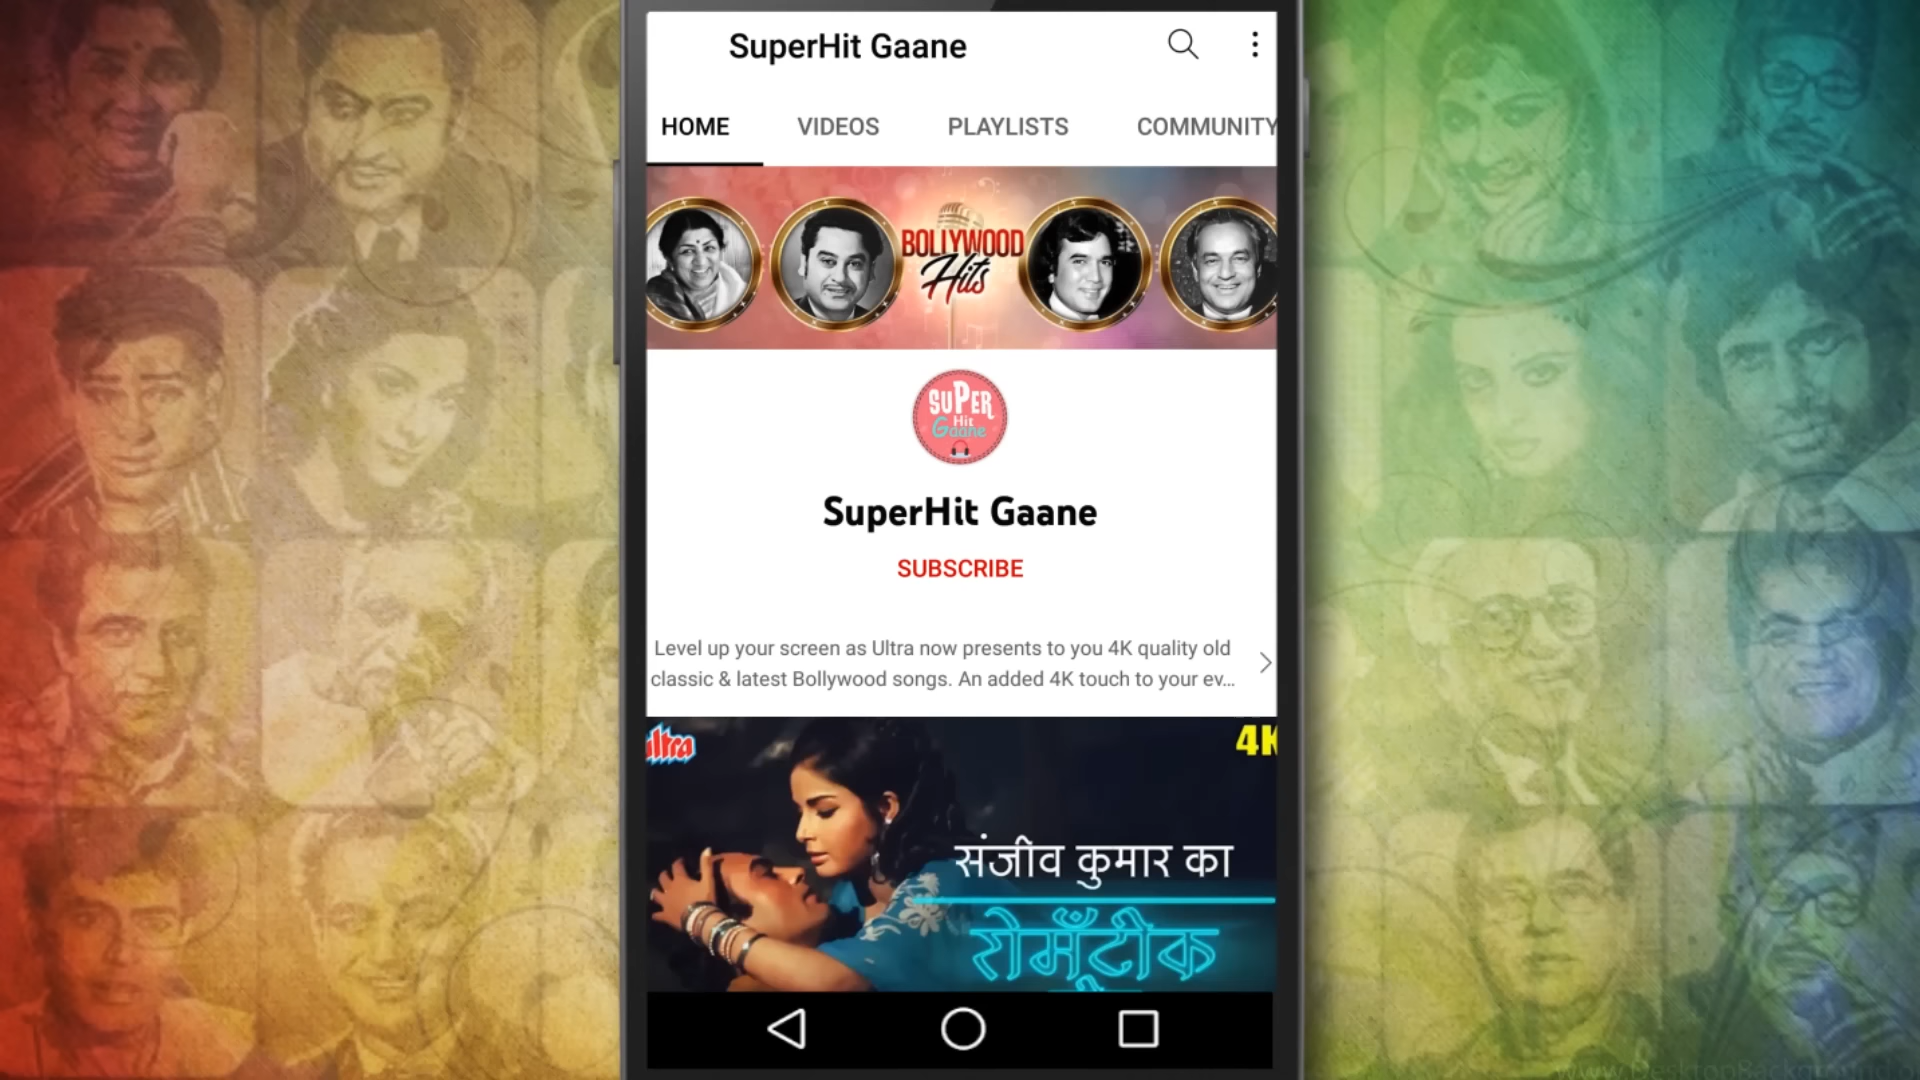 SuperHit Gaane
HOME VIDEOS PLAYLISTS COMMUNITY
BOLLYWOOD
Hits
SUPER
Hit
Gaane
SuperHit Gaane
SUBSCRIBE
Level up your screen as Ultra now presents to you 4K quality old
classic & latest Bollywood songs. An added 4K touch to your ev...
ultra
4K
संजीव कुमार का
रोमँटीक